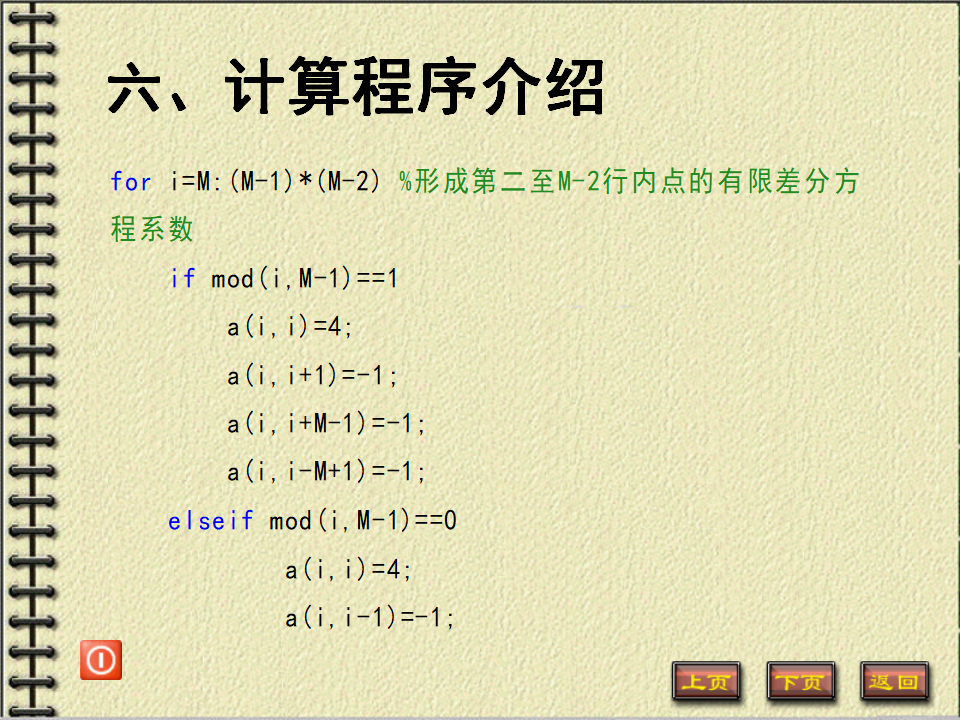 六、计算程序介绍
for i=M:(M-1)*(M-2) %形成第二至M-2行内点的有限差分方
程系数
if mod(i,M-1)==1
a(i,i)=4;
a(i,i+1)=-1;
a(i,i+M-1)=-1;
a(i,i-M+1)=-1;
elseif mod(i,M-1)==0
a(i,i)=4;
a(i,i-1)=-1;
上页 下页 返回